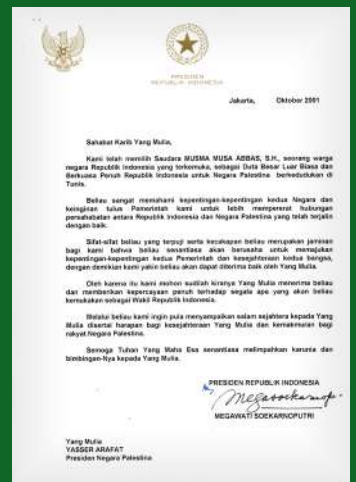 PRESIDEN
REPUBLIK INDONESIA
Jakarta, Oktober 2001
Sahabat Karib Yang Mulia,
Kami telah memilih Saudara MUSMA MUSA ABBAS, S.H., seorang warga
negara Republik Indonesia yang terkemuka, sebagai Duta Besar Luar Biasa dan
Berkuasa Penuh Republik Indonesia untuk Negara Palestina berkedudukan di
Tunis.
Beliau sangat memahami kepentingan-kepentingan kedua Negara dan
keinginan tulus Pemerintah kami untuk lebih mempererat hubungan
persahabatan antara Republik Indonesia dan Negara Palestina yang telah terjalin
dengan baik.
Sifat-sifat beliau yang terpuji serta kecakapan beliau merupakan jaminan
bagi kami bahwa beliau senantiasa akan berusaha untuk memajukan
kepentingan-kepentingan kedua Pemerintah dan kesejahteraan kedua bangsa,
dengan demikian kami yakin beliau akan dapat diterima baik oleh Yang Mulia.
Oleh karena itu kami mohon sudilah kiranya Yang Mulia menerima beliau
dan memberikan kepercayaan penuh terhadap segala apa yang akan beliau
kemukakan sebagai Wakil Republik Indonesia.
Melalui beliau kami ingin pula menyampaikan salam sejahtera kepada Yang
Mulia disertai harapan bagi kesejahteraan Yang Mulia dan kemakmuran bagi
rakyat Negara Palestina.
Semoga Tuhan Yang Maha Esa senantiasa melimpahkan karunia dan
bimbingan-Nya kepada Yang Mulia.
PRESIDEN REPUBLIK INDONESIA
Megawatisoekarnop.
MEGAWATI SOEKARNOPUTRI
Yang Mulia
YASSER ARAFAT
Presiden Negara Palestina